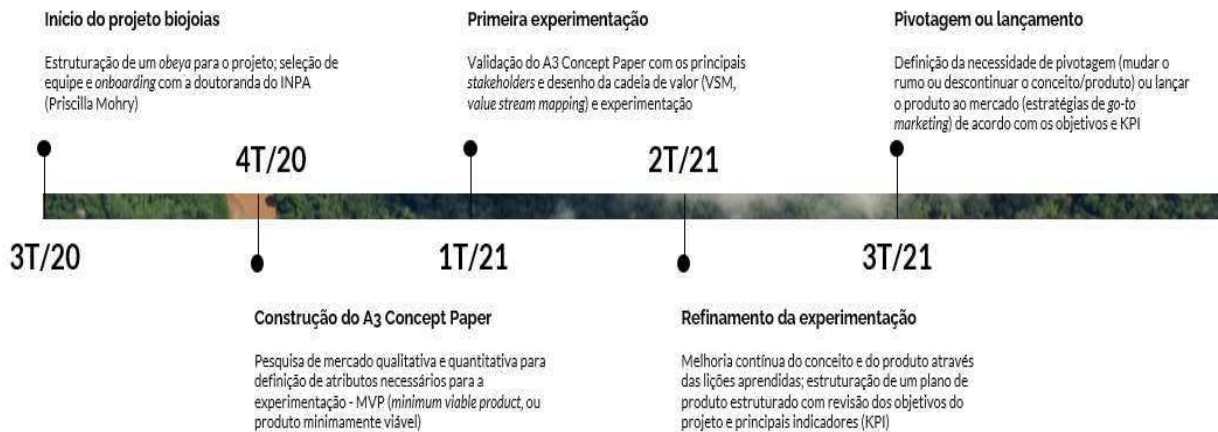 Início do projeto biojoias
Estruturação de um obeya para o projeto; seleção de
equipe e onboarding com a doutoranda do INPA
(Priscilla Mohry)
Primeira experimentação
Validação do A3 Concept Paper com os principais
stakeholders e desenho da cadeia de valor (VSM,
value stream mapping) e experimentação
Pivotagem ou lançamento
Definição da necessidade de pivotagem (mudar o
rumo ou descontinuar o conceito/produto) ou lançar
o produto ao mercado (estratégias de go-to
marketing) de acordo com os objetivos e KPI
4T/20
2T/21
3T/20
1T/21
3T/21
Construção do A3 Concept Paper
Pesquisa de mercado qualitativa e quantitativa para
definição de atributos necessários para a
experimentação - MVP (minimum viable product, ou
produto minimamente viável)
Refinamento da experimentação
Melhoria contínua do conceito e do produto através
das lições aprendidas; estruturação de um plano de
produto estruturado com revisão dos objetivos do
projeto e principais indicadores (KPI)